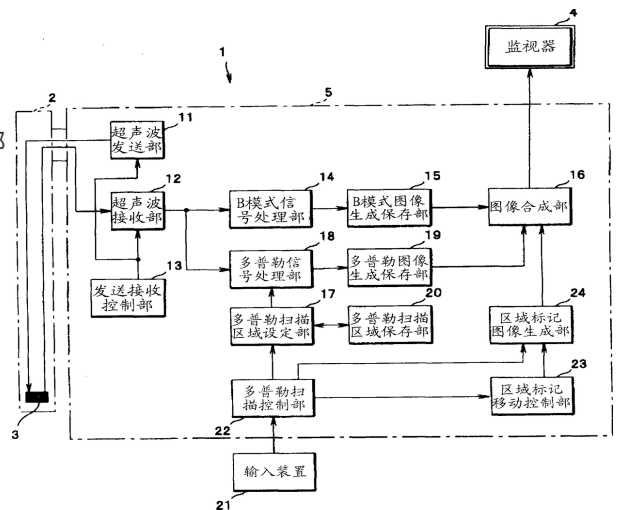 4
监视器
1
2
5
部
11
超声波
发送部
12
超声波
接收部
14
B模式信
号处理部
15
B模式图像
生成保存部
16
图像合成部
18
多普勒信
号处理部
19
多普勒图像
生成保存部
13
发送接收
控制部
17
多普勒扫描
区域设定部
20
多普勒扫描
区域保存部
24
区域标记
图像生成部
23
多普勒扫
描控制部
22
区域标记
移动控制部
3
输入装置
21